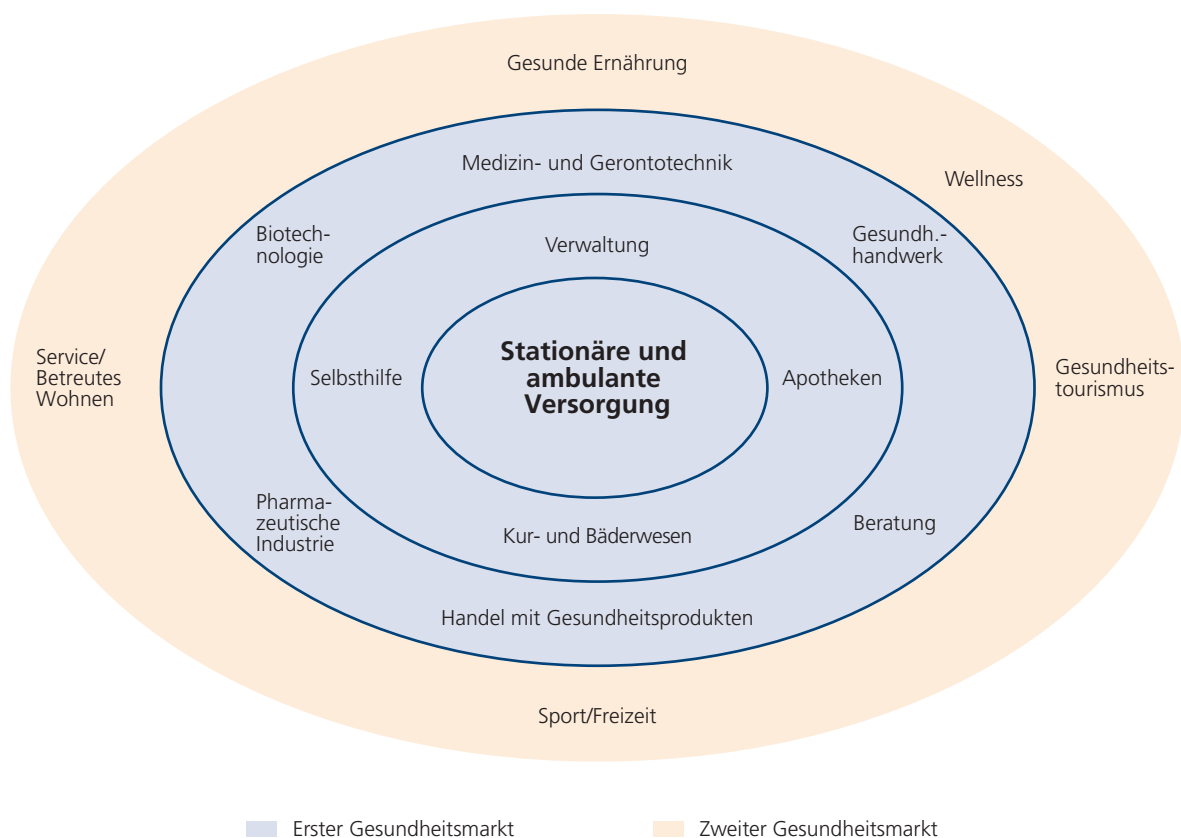 Gesunde Ernährung
Medizin- und Gerontotechnik
Wellness
Biotech-
nologie
Verwaltung
Gesundh.-
handwerk
Service/
Betreutes
Wohnen
Selbsthilfe
Stationäre und
ambulante
Versorgung
Apotheken
Gesundheits-
tourismus
Pharma-
zeutische
Industrie
Kur- und Bäderwesen
Beratung
Handel mit Gesundheitsprodukten
Sport/Freizeit
Erster Gesundheitsmarkt
Zweiter Gesundheitsmarkt